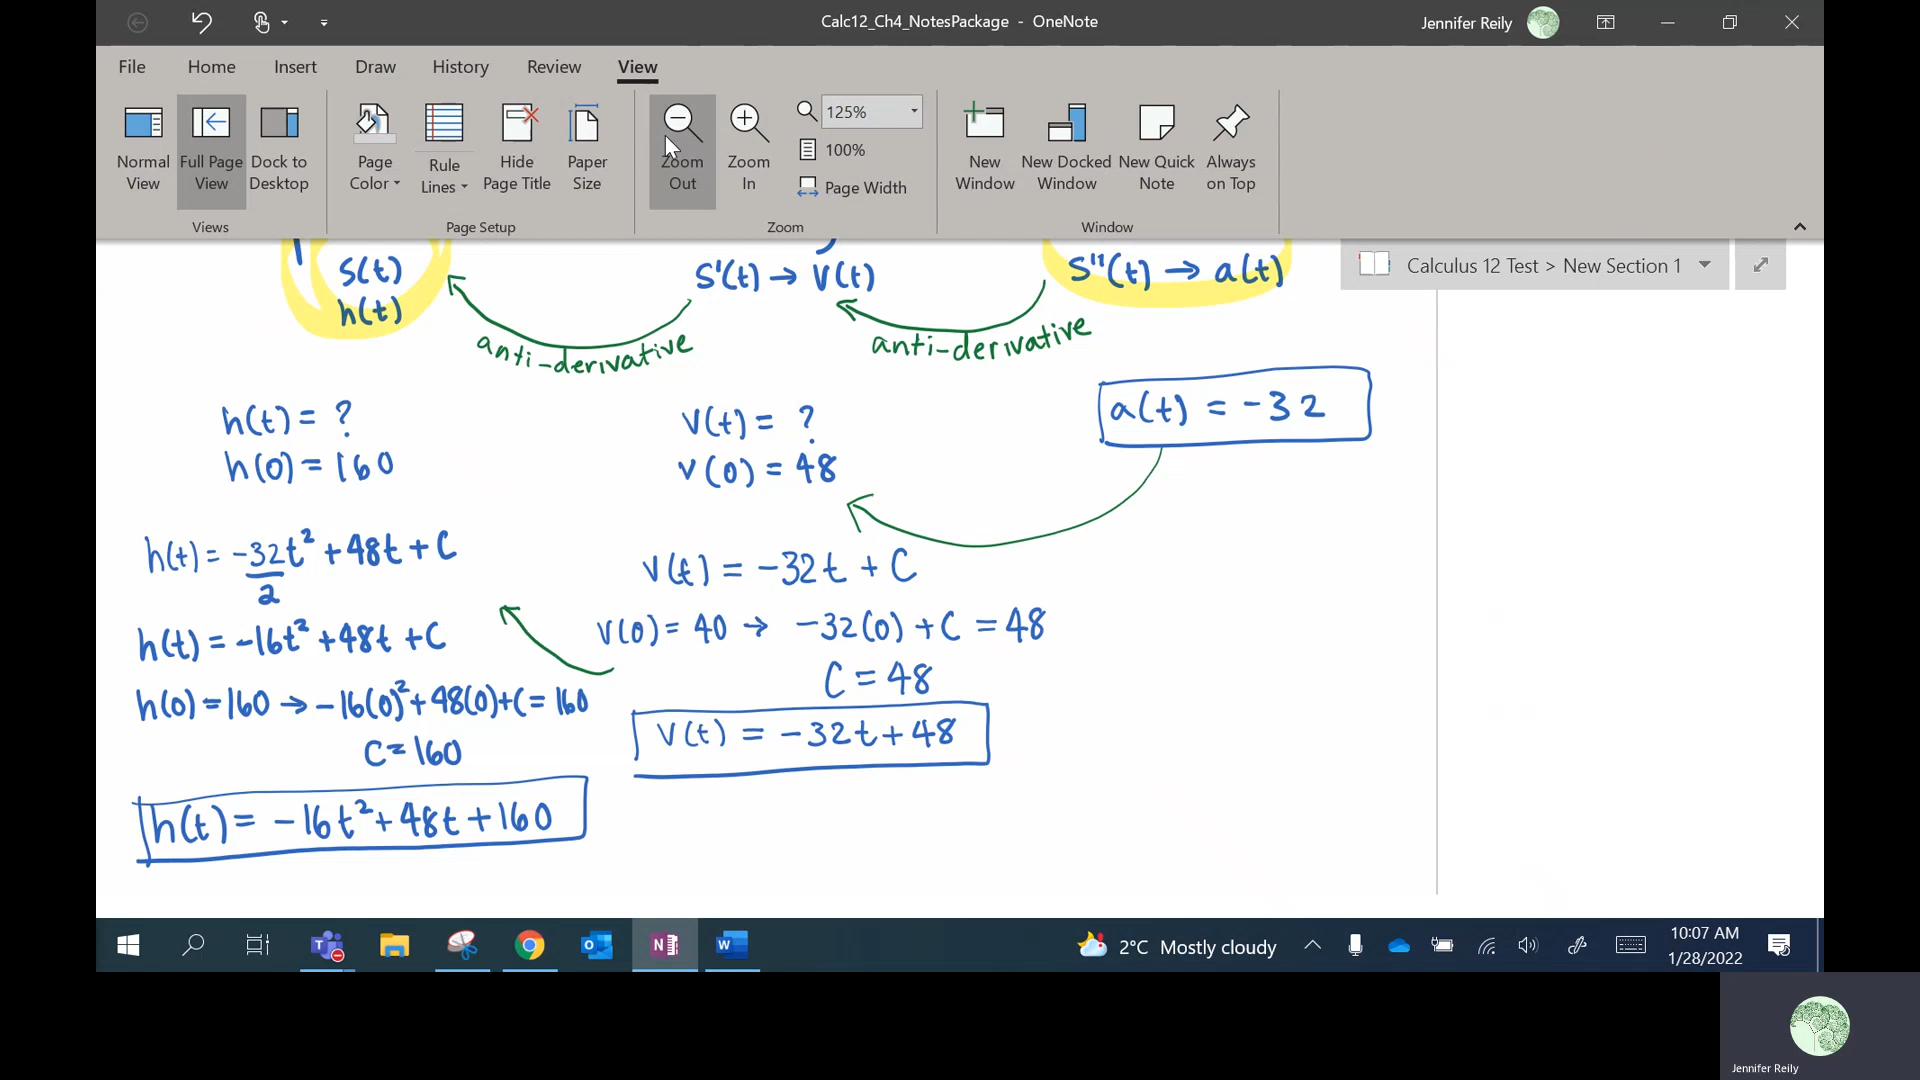 Calc12_Ch4_NotesPackage - OneNote
Jennifer Reily
File Home Insert Draw History Review View
Normal View
Full Page View
Dock to Desktop
Views
Page Color
Rule Lines
Hide Page Title
Paper Size
Page Setup
Zoom Out
Zoom In
125%
100%
Page Width
Zoom
New Window
New Docked Window
New Quick Note
Always on Top
Window
Calculus 12 Test > New Section 1
S(t)
h(t)
S'(t) → V(t)
S''(t) → a(t)
anti-derivative
anti-derivative
a(t) = -32
h(t) = ?
h(0) = 160
V(t) = ?
V(0) = 48
h(t) = -32t² + 48t + C
2
h(t) = -16t² + 48t + C
h(0) = 160 → -16(0)² + 48(0) + C = 160
C = 160
h(t) = -16t² + 48t + 160
V(t) = -32t + C
V(0) = 40 → -32(0) + C = 48
C = 48
V(t) = -32t + 48
2°C Mostly cloudy
10:07 AM
1/28/2022
Jennifer Reily